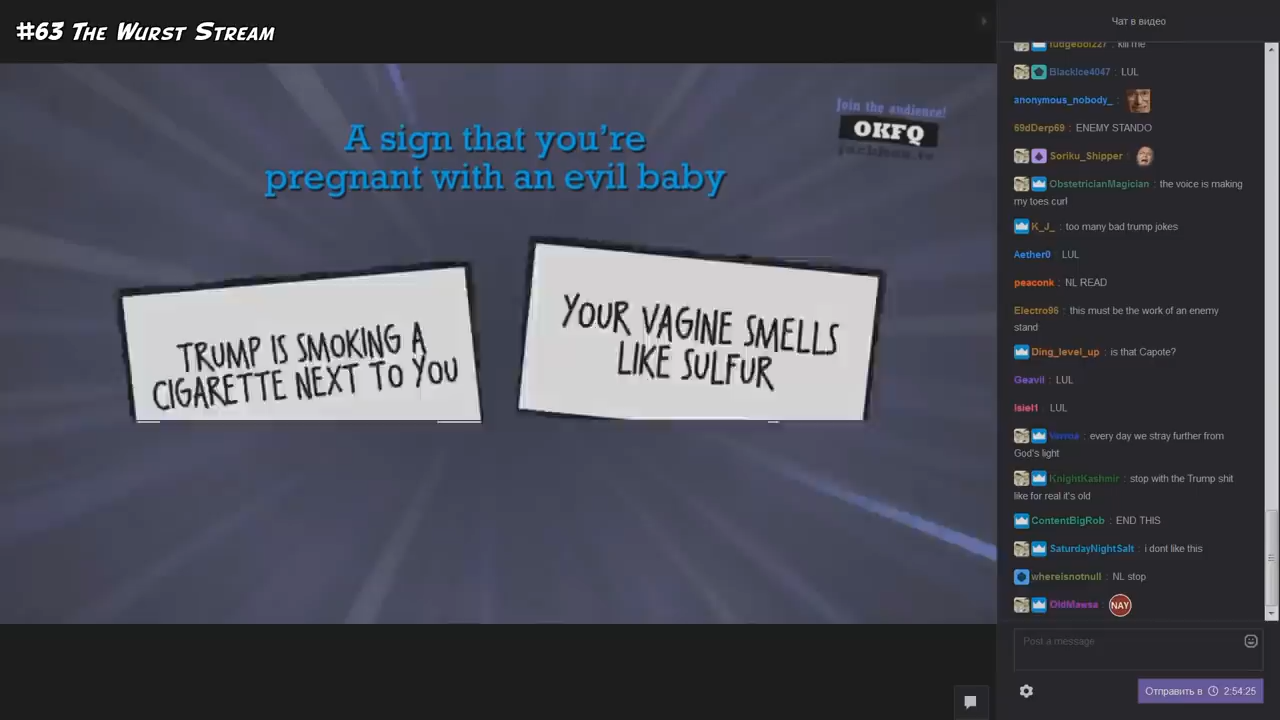 #63 The Wurst Stream
Join the audience!
OKFQ
jackbox.tv
A sign that you're
pregnant with an evil baby
TRUMP IS SMOKING A
CIGARETTE NEXT TO YOU
YOUR VAGINE SMELLS
LIKE SULFUR
Чат в видео
fudgebolz27 : kill me
BlackIce4047 : LUL
anonymous_nobody_ :
69dDerp69 : ENEMY STANDO
Soriku_Shipper :
ObstetricianMagician : the voice is making
my toes curl
K_J_ : too many bad trump jokes
Aether0 : LUL
peaconk : NL READ
Electro96 : this must be the work of an enemy
stand
Ding_level_up : is that Capote?
Geavil : LUL
Isiel1 : LUL
: every day we stray further from
God's light
KnightKashmir : stop with the Trump shit
like for real it's old
ContentBigRob : END THIS
SaturdayNightSalt : i dont like this
whereisnotnull : NL stop
OldMawsa : NAY
Post a message
Отправить в 2:54:25